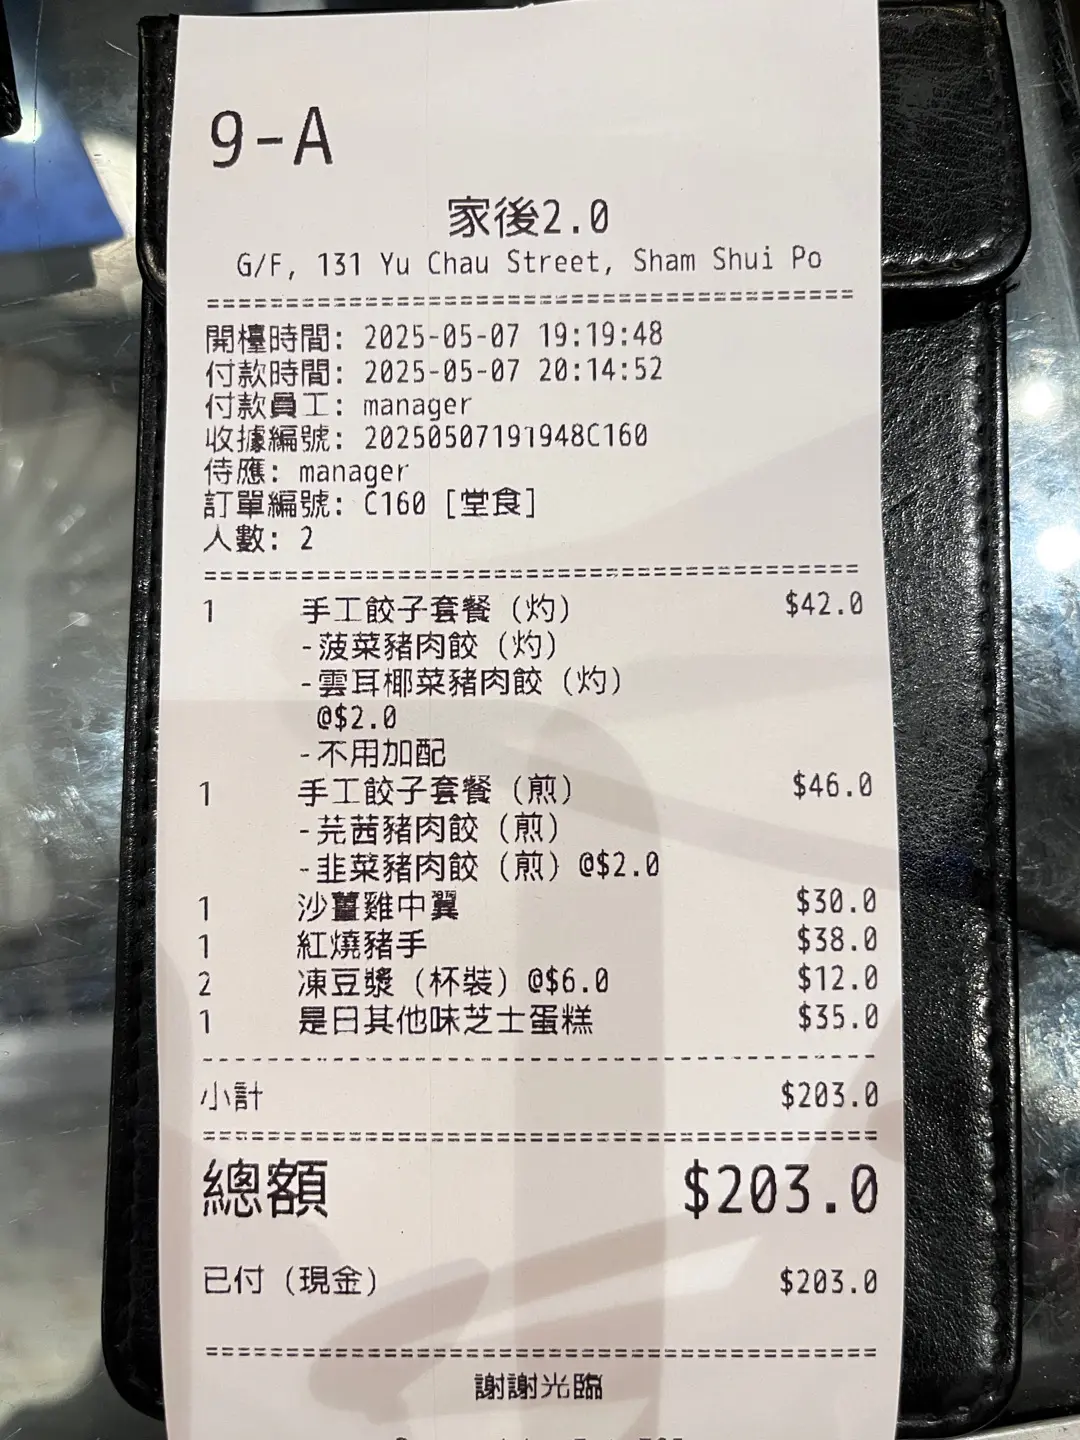 9-A
家後2.0
G/F, 131 Yu Chau Street, Sham Shui Po
開檯時間: 2025-05-07 19:19:48
付款時間: 2025-05-07 20:14:52
付款員工: manager
收據編號: 20250507191948C160
侍應: manager
訂單編號: C160 [堂食]
人數: 2
1 手工餃子套餐 (灼) $42.0
-菠菜豬肉餃 (灼)
-雲耳椰菜豬肉餃 (灼)
@$2.0
-不用加配
1 手工餃子套餐 (煎) $46.0
-芫茜豬肉餃 (煎)
-韭菜豬肉餃 (煎) @$2.0
1 沙薑雞中翼 $30.0
1 紅燒豬手 $38.0
2 凍豆漿 (杯裝) @$6.0 $12.0
1 是日其他味芝士蛋糕 $35.0
小計 $203.0
總額 $203.0
已付 (現金) $203.0
謝謝光臨